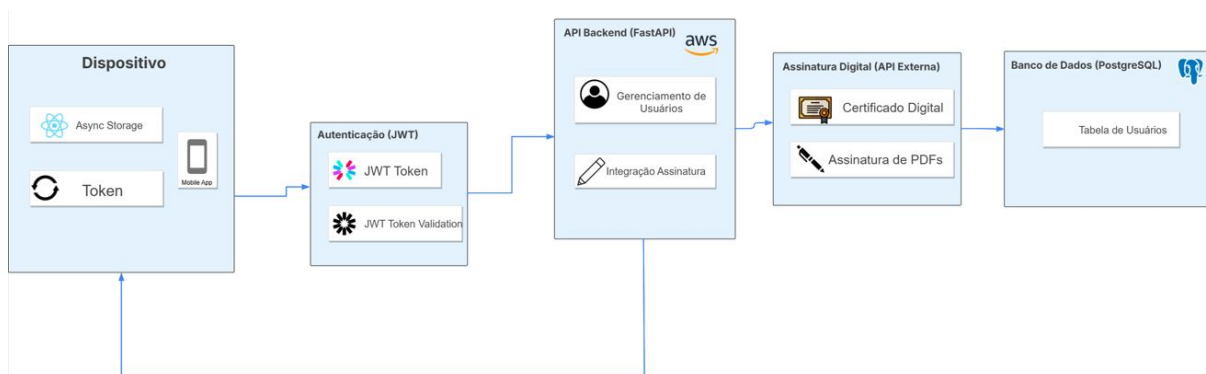 Dispositivo
Async Storage
Token
Mobile App
Autenticação (JWT)
JWT Token
JWT Token Validation
API Backend (FastAPI)
aws
Gerenciamento de
Usuários
Integração Assinatura
Assinatura Digital (API Externa)
Certificado Digital
Assinatura de PDFs
Banco de Dados (PostgreSQL)
Tabela de Usuários